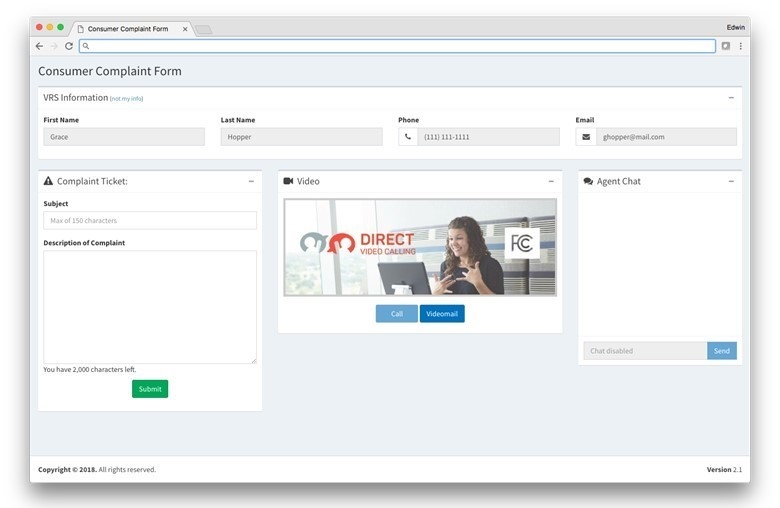 Consumer Complaint Form
Edwin
Consumer Complaint Form
VRS Information (not my info)
First Name
Last Name
Phone
Email
Grace
Hopper
(111) 111-1111
ghopper@mail.com
Complaint Ticket:
Subject
Max of 150 characters
Description of Complaint
You have 2,000 characters left.
Submit
Video
DIRECT
VIDEO CALLING
FCC
Call
Videomail
Agent Chat
Chat disabled
Send
Copyright © 2018. All rights reserved.
Version 2.1